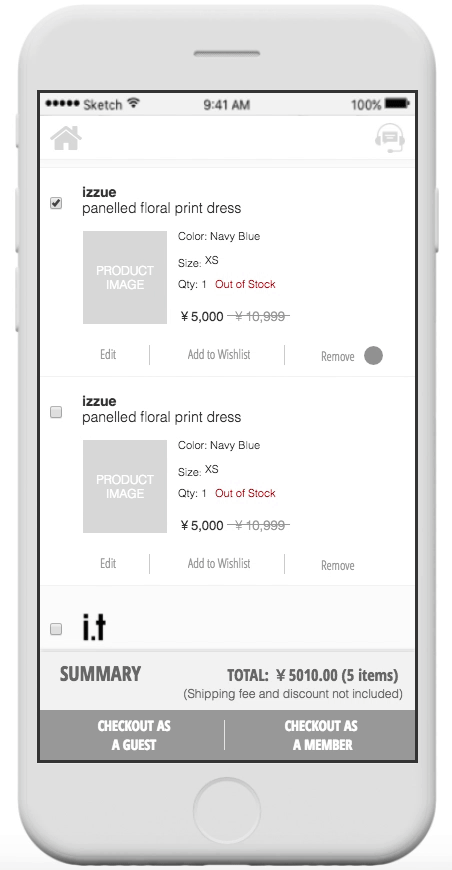 Sketch 9:41 AM 100%
izzue
panelled floral print dress
PRODUCT
IMAGE
Color: Navy Blue
Size: XS
Qty: 1 Out of Stock
¥ 5,000 ¥ 10,999
Edit Add to Wishlist Remove
izzue
panelled floral print dress
PRODUCT
IMAGE
Color: Navy Blue
Size: XS
Qty: 1 Out of Stock
¥ 5,000 ¥ 10,999
Edit Add to Wishlist Remove
i.t
SUMMARY TOTAL: ¥ 5010.00 (5 items)
(Shipping fee and discount not included)
CHECKOUT AS
A GUEST
CHECKOUT AS
A MEMBER